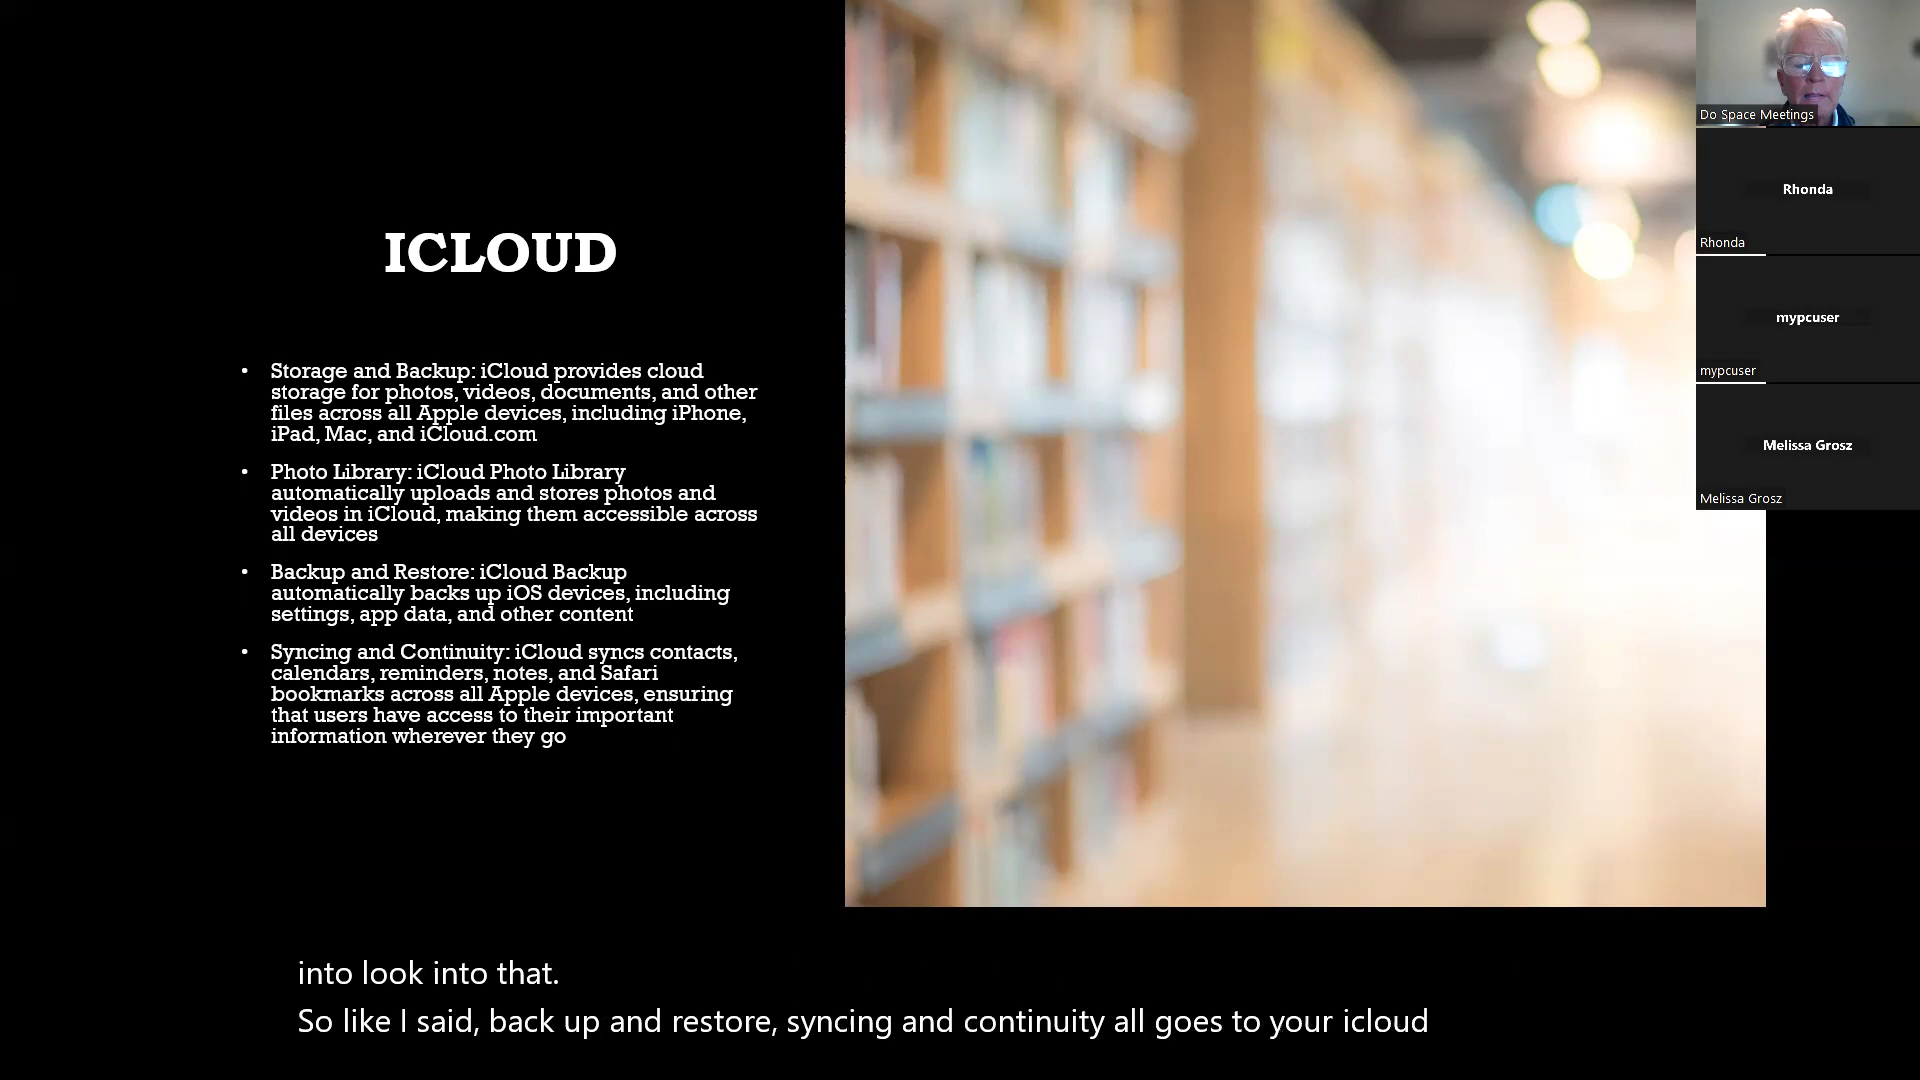 ICLOUD
• Storage and Backup: iCloud provides cloud
storage for photos, videos, documents, and other
files across all Apple devices, including iPhone,
iPad, Mac, and iCloud.com
• Photo Library: iCloud Photo Library
automatically uploads and stores photos and
videos in iCloud, making them accessible across
all devices
• Backup and Restore: iCloud Backup
automatically backs up iOS devices, including
settings, app data, and other content
• Syncing and Continuity: iCloud syncs contacts,
calendars, reminders, notes, and Safari
bookmarks across all Apple devices, ensuring
that users have access to their important
information wherever they go
Do Space Meetings
Rhonda
Rhonda
mypcuser
mypcuser
Melissa Grosz
Melissa Grosz
into look into that.
So like I said, back up and restore, syncing and continuity all goes to your icloud